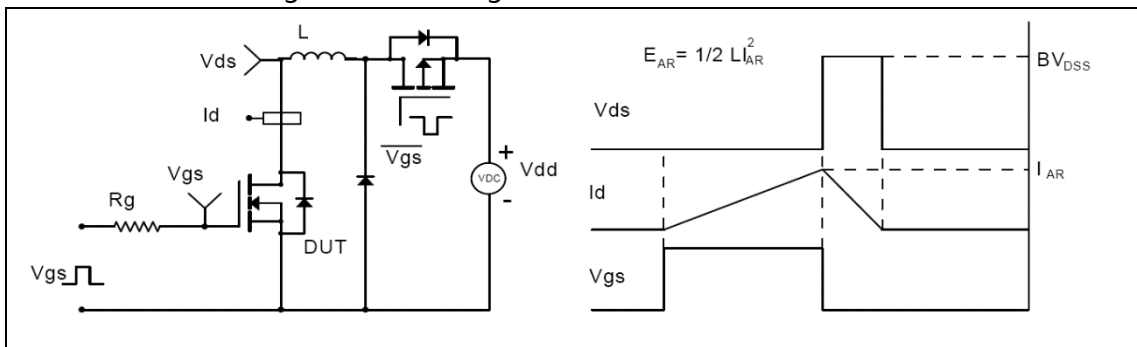 L
Vds
Id
Vgs
Rg
Vgs
DUT
Vgs
+
Vdd
VDC
-
E_AR = 1/2 LI_AR^2
BV_DSS
Vds
I_AR
Id
Vgs